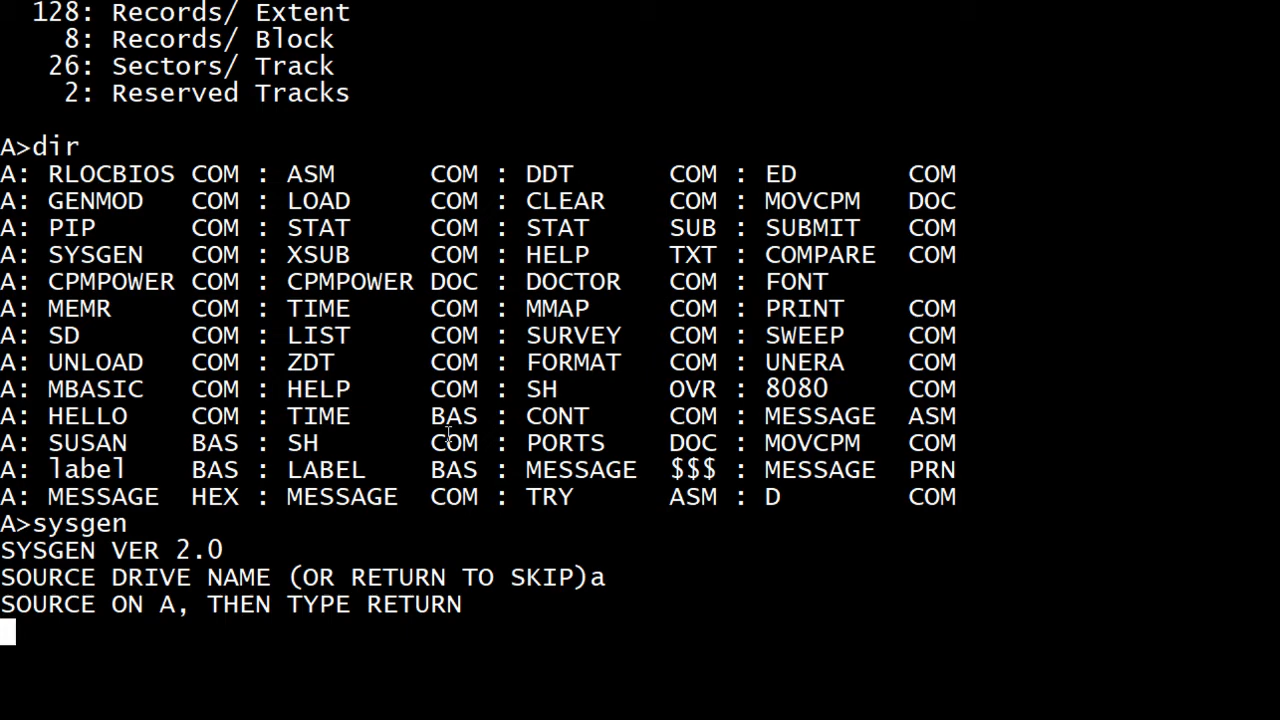 128: Records/ Extent
8: Records/ Block
26: Sectors/ Track
2: Reserved Tracks
A>dir
A: RLOCBIOS COM : ASM COM : DDT COM : ED COM
A: GENMOD COM : LOAD COM : CLEAR COM : MOVCPM DOC
A: PIP COM : STAT COM : STAT SUB : SUBMIT COM
A: SYSGEN COM : XSUB COM : HELP TXT : COMPARE COM
A: CPMPOWER COM : CPMPOWER DOC : DOCTOR COM : FONT
A: MEMR COM : TIME COM : MMAP COM : PRINT COM
A: SD COM : LIST COM : SURVEY COM : SWEEP COM
A: UNLOAD COM : ZDT COM : FORMAT COM : UNERA COM
A: MBASIC COM : HELP COM : SH OVR : 8080 COM
A: HELLO COM : TIME BAS : CONT COM : MESSAGE ASM
A: SUSAN BAS : SH COM : PORTS DOC : MOVCPM COM
A: label BAS : LABEL BAS : MESSAGE $$$ : MESSAGE PRN
A: MESSAGE HEX : MESSAGE COM : TRY ASM : D COM
A>sysgen
SYSGEN VER 2.0
SOURCE DRIVE NAME (OR RETURN TO SKIP)a
SOURCE ON A, THEN TYPE RETURN